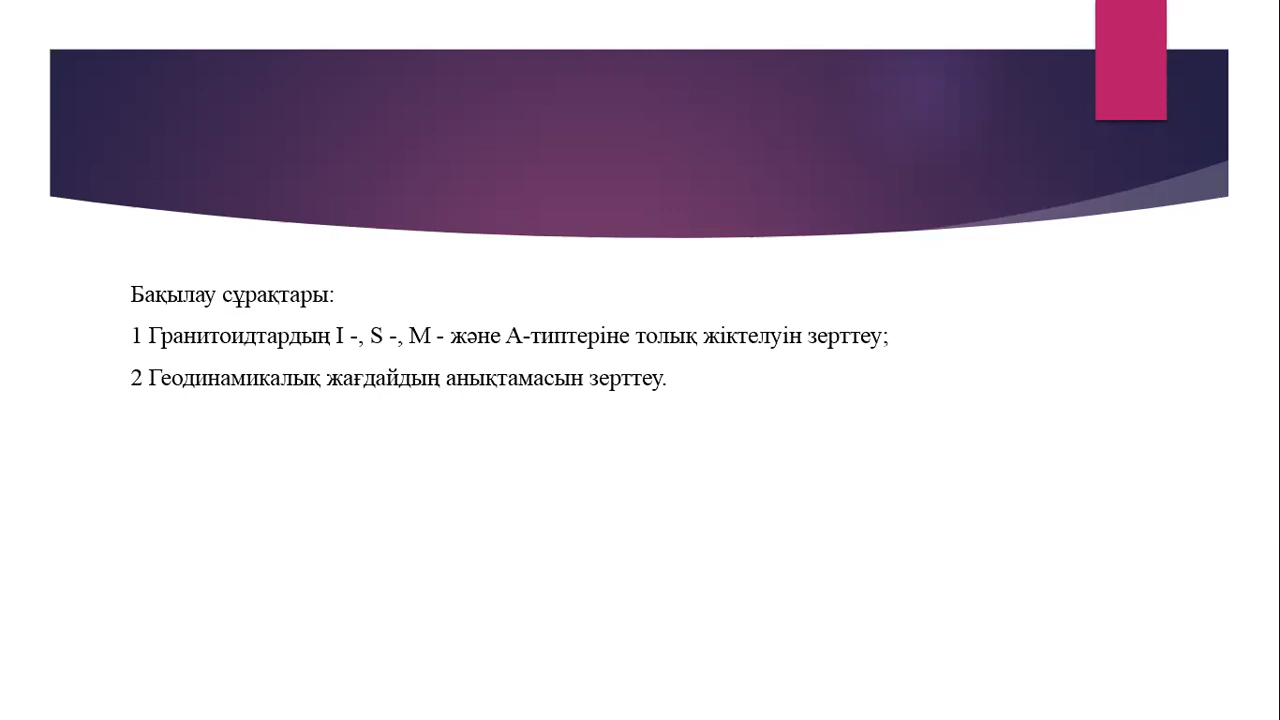 Бақылау сұрақтары:
1 Гранитоидтардың I -, S -, M - және A-типтеріне толық жіктелуін зерттеу;
2 Геодинамикалық жағдайдың анықтамасын зерттеу.